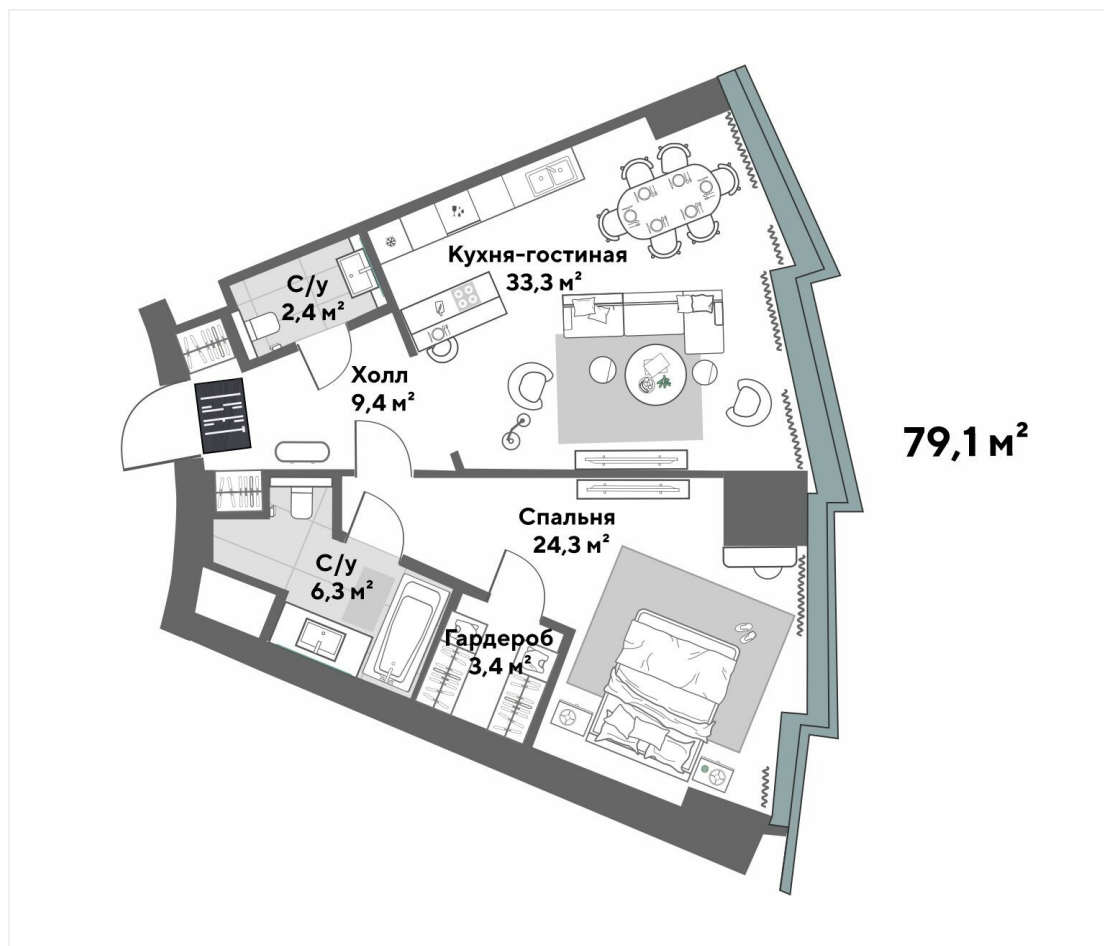 Кухня-гостиная
33,3 м²
С/у
2,4 м²
Холл
9,4 м²
79,1 м²
Спальня
24,3 м²
С/у
6,3 м²
Гардероб
3,4 м²